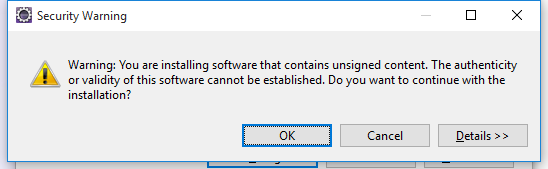 Security Warning
Warning: You are installing software that contains unsigned content. The authenticity
or validity of this software cannot be established. Do you want to continue with the
installation?
OK Cancel Details >>